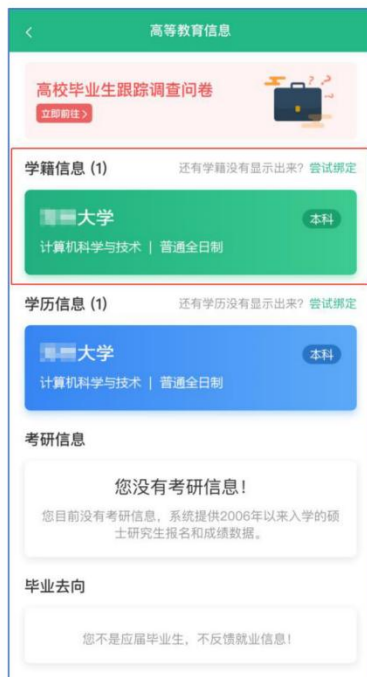 高等教育信息
高校毕业生跟踪调查问卷
立即前往>
学籍信息 (1) 还有学籍没有显示出来? 尝试绑定
大学 本科
计算机科学与技术 | 普通全日制
学历信息 (1) 还有学历没有显示出来? 尝试绑定
大学 本科
计算机科学与技术 | 普通全日制
考研信息
您没有考研信息!
您目前没有考研信息，系统提供2006年以来入学的硕
士研究生报名和成绩数据。
毕业去向
您不是应届毕业生，不反馈就业信息!